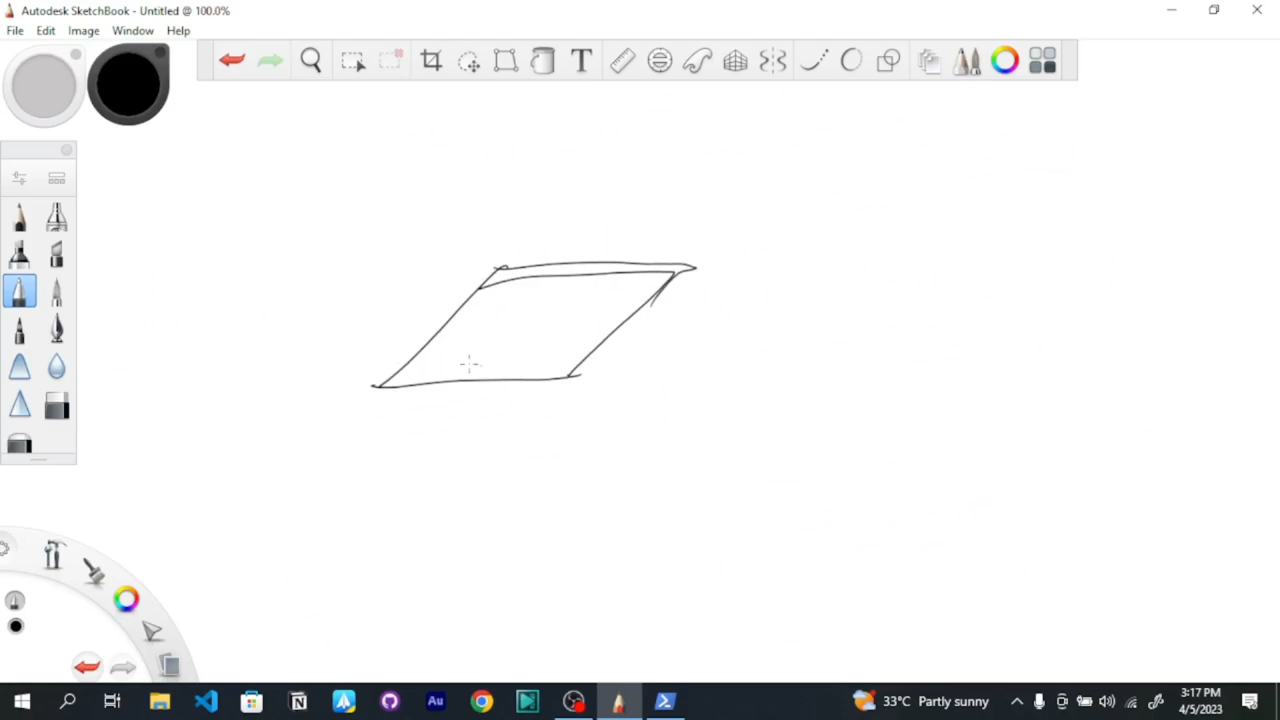 Autodesk SketchBook - Untitled @ 100.0%
File Edit Image Window Help
T
N
Au
33°C Partly sunny
3:17 PM
4/5/2023